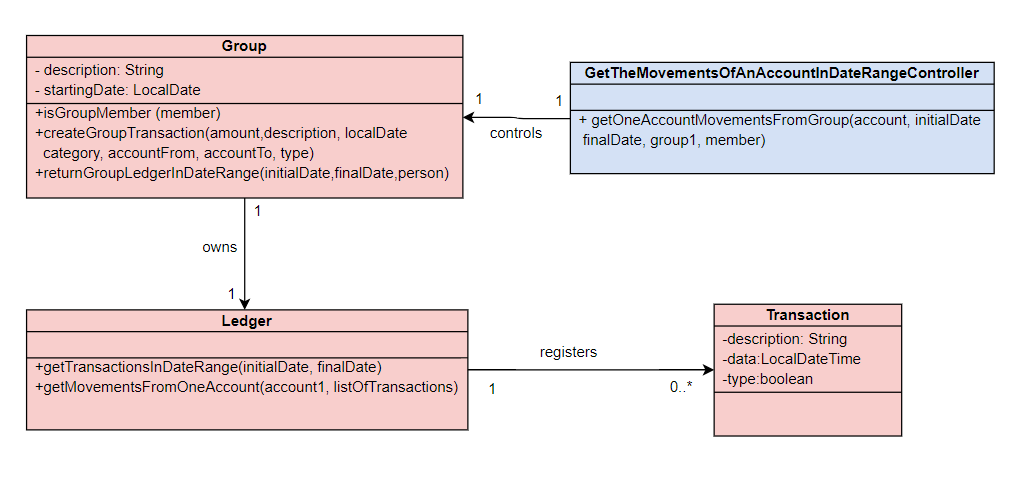 Group
- description: String
- startingDate: LocalDate
+isGroupMember (member)
+createGroupTransaction(amount,description, localDate
category, accountFrom, accountTo, type)
+returnGroupLedgerInDateRange(initialDate,finalDate,person)
GetTheMovementsOfAnAccountInDateRangeController
+ getOneAccountMovementsFromGroup(account, initialDate
finalDate, group1, member)
1
1
controls
1
owns
1
Ledger
+getTransactionsInDateRange(initialDate, finalDate)
+getMovementsFromOneAccount(account1, listOfTransactions)
registers
1
0..*
Transaction
-description: String
-data:LocalDateTime
-type:boolean